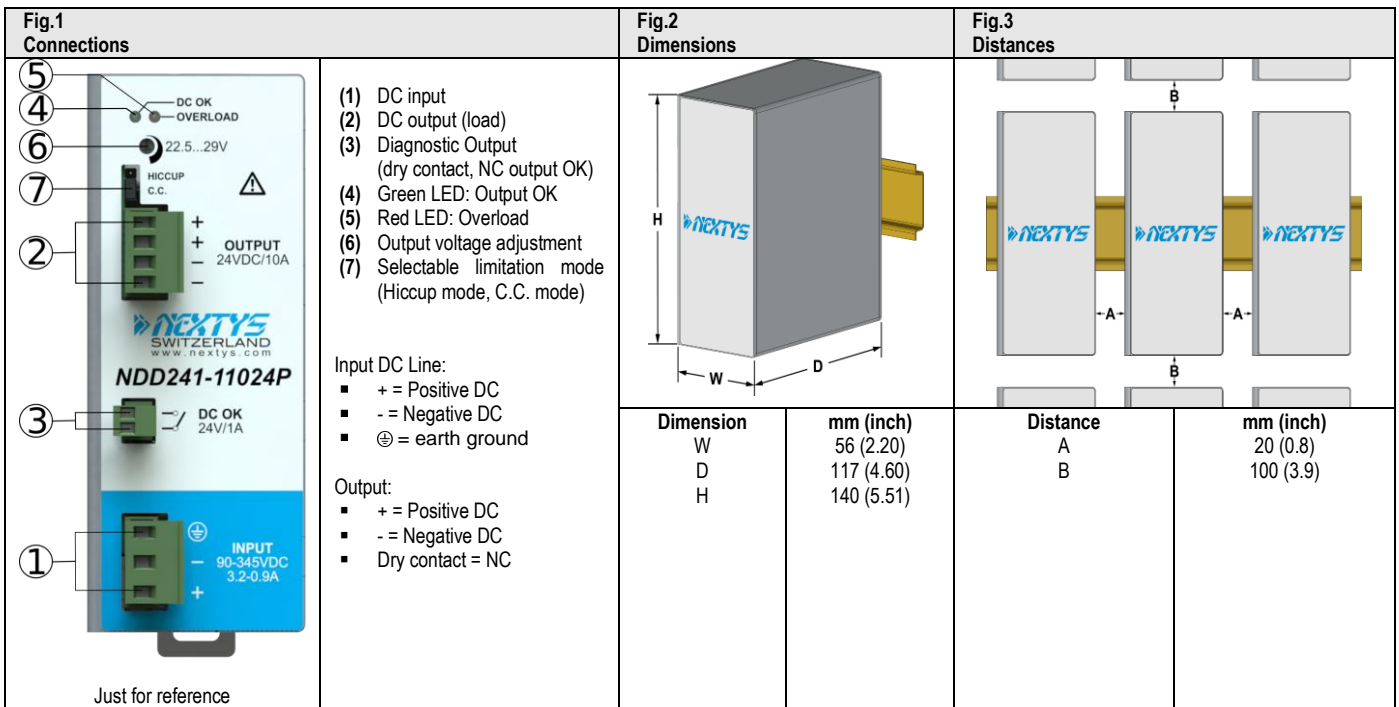 Fig.1
Connections
Fig.2
Dimensions
Fig.3
Distances
5
4
6
7
2
3
1
DC OK
OVERLOAD
22.5...29V
HICCUP
C.C.
+
+
-
-
OUTPUT
24VDC/10A
NEXTYS
SWITZERLAND
www.nextys.com
NDD241-11024P
DC OK
24V/1A
INPUT
90-345VDC
3.2-0.9A
-
+
Just for reference
(1) DC input
(2) DC output (load)
(3) Diagnostic Output
(dry contact, NC output OK)
(4) Green LED: Output OK
(5) Red LED: Overload
(6) Output voltage adjustment
(7) Selectable limitation mode
(Hiccup mode, C.C. mode)
Input DC Line:
▪ + = Positive DC
▪ - = Negative DC
▪ ⏚ = earth ground
Output:
▪ + = Positive DC
▪ - = Negative DC
▪ Dry contact = NC
H
NEXTYS
W
D
Dimension mm (inch)
W 56 (2.20)
D 117 (4.60)
H 140 (5.51)
B
NEXTYS NEXTYS NEXTYS
A A
B
Distance mm (inch)
A 20 (0.8)
B 100 (3.9)